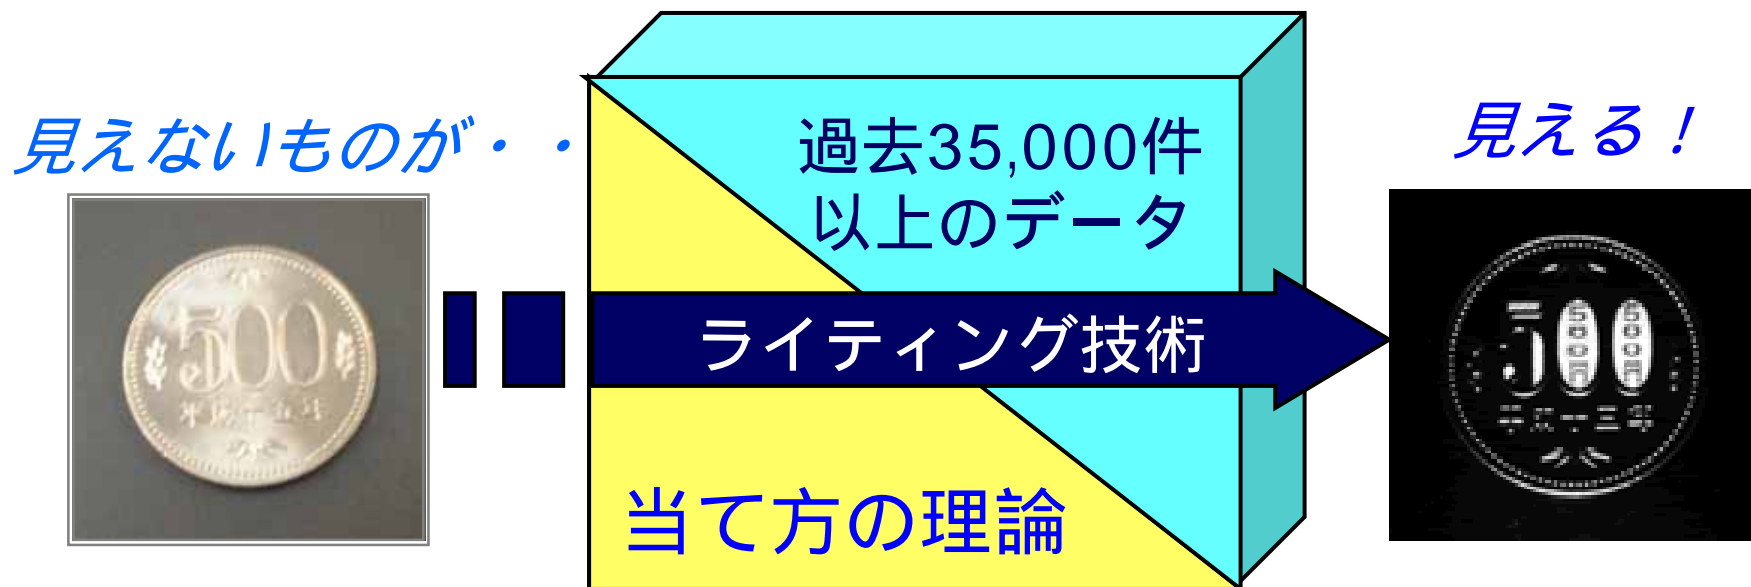 見えないものが・・
過去35,000件
以上のデータ
見える！
500
ライティング技術
500
当て方の理論